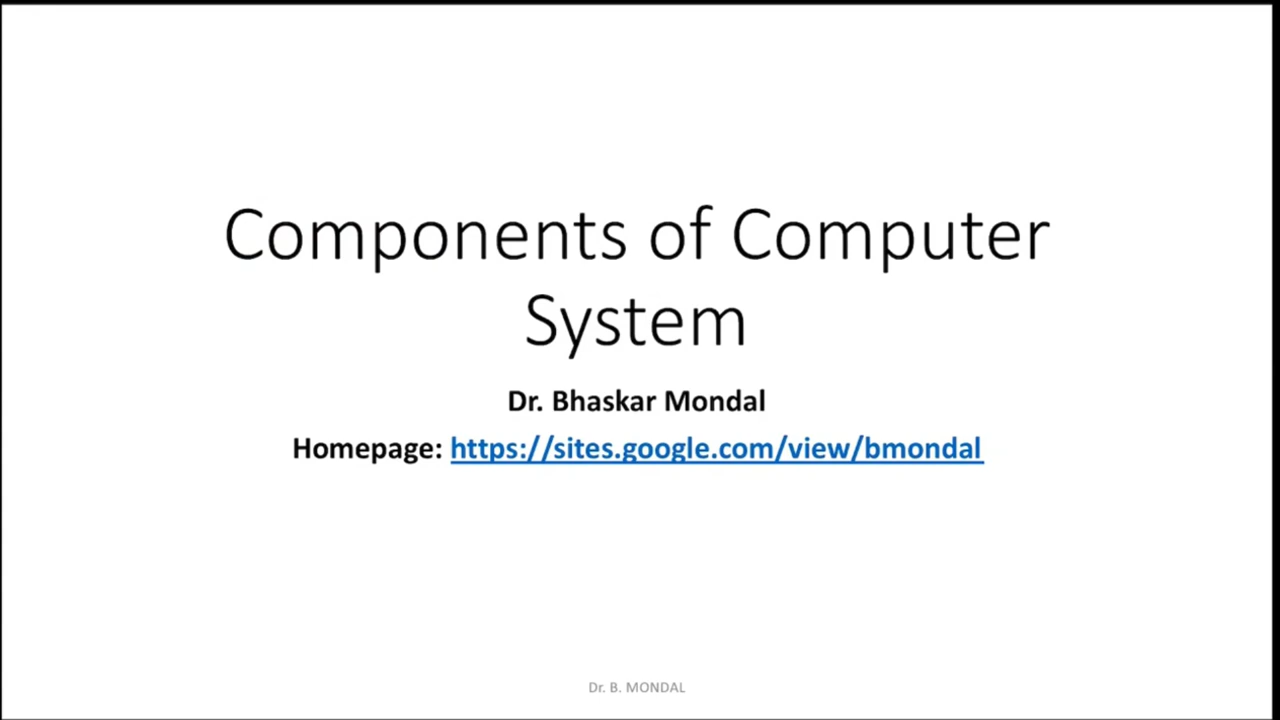 Components of Computer
System
Dr. Bhaskar Mondal
Homepage: https://sites.google.com/view/bmondal
Dr. B. MONDAL